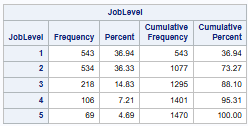 JobLevel
JobLevel Frequency Percent Cumulative Frequency Cumulative Percent
1 543 36.94 543 36.94
2 534 36.33 1077 73.27
3 218 14.83 1295 88.10
4 106 7.21 1401 95.31
5 69 4.69 1470 100.00